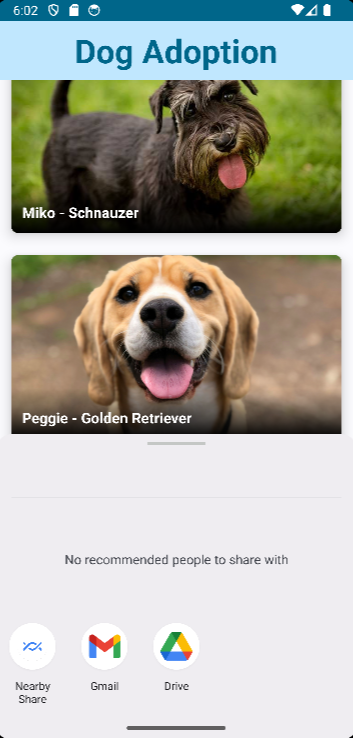 6:02
Dog Adoption
Miko - Schnauzer
Peggie - Golden Retriever
No recommended people to share with
Nearby
Share
Gmail
Drive